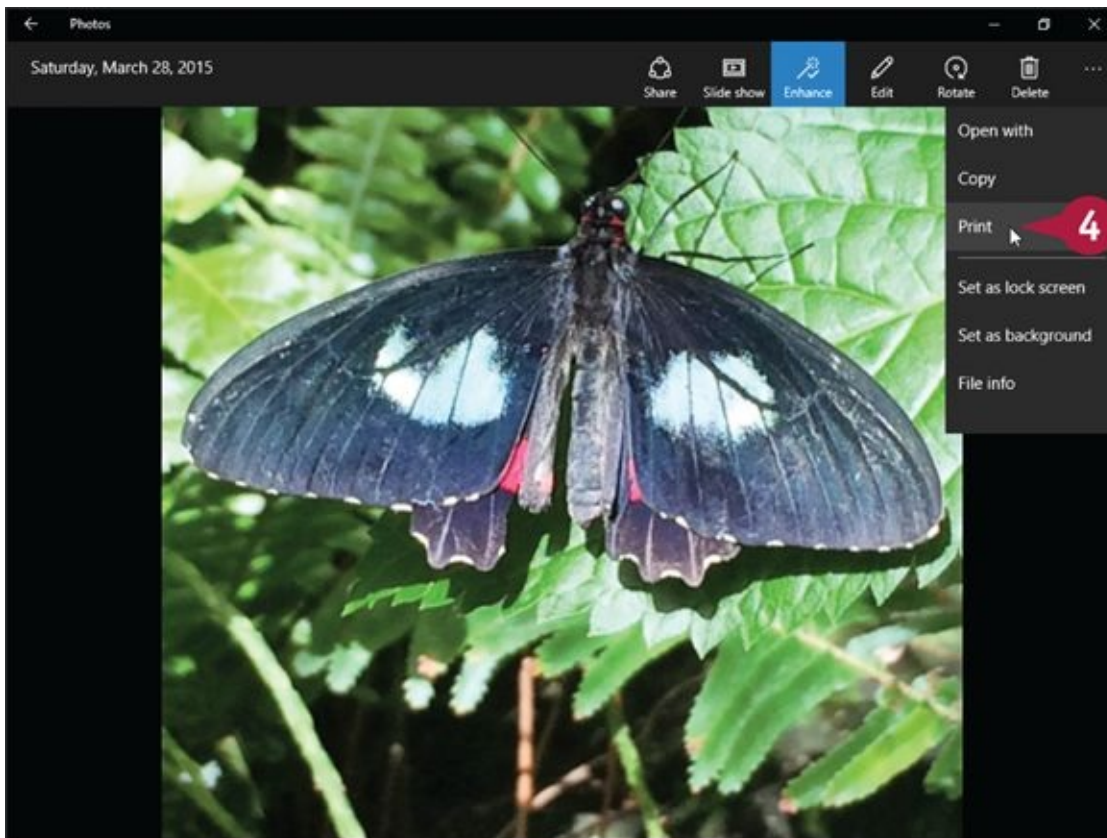 Photos
Saturday, March 28, 2015
Share Slide show Enhance Edit Rotate Delete
Open with
Copy
Print 4
Set as lock screen
Set as background
File info